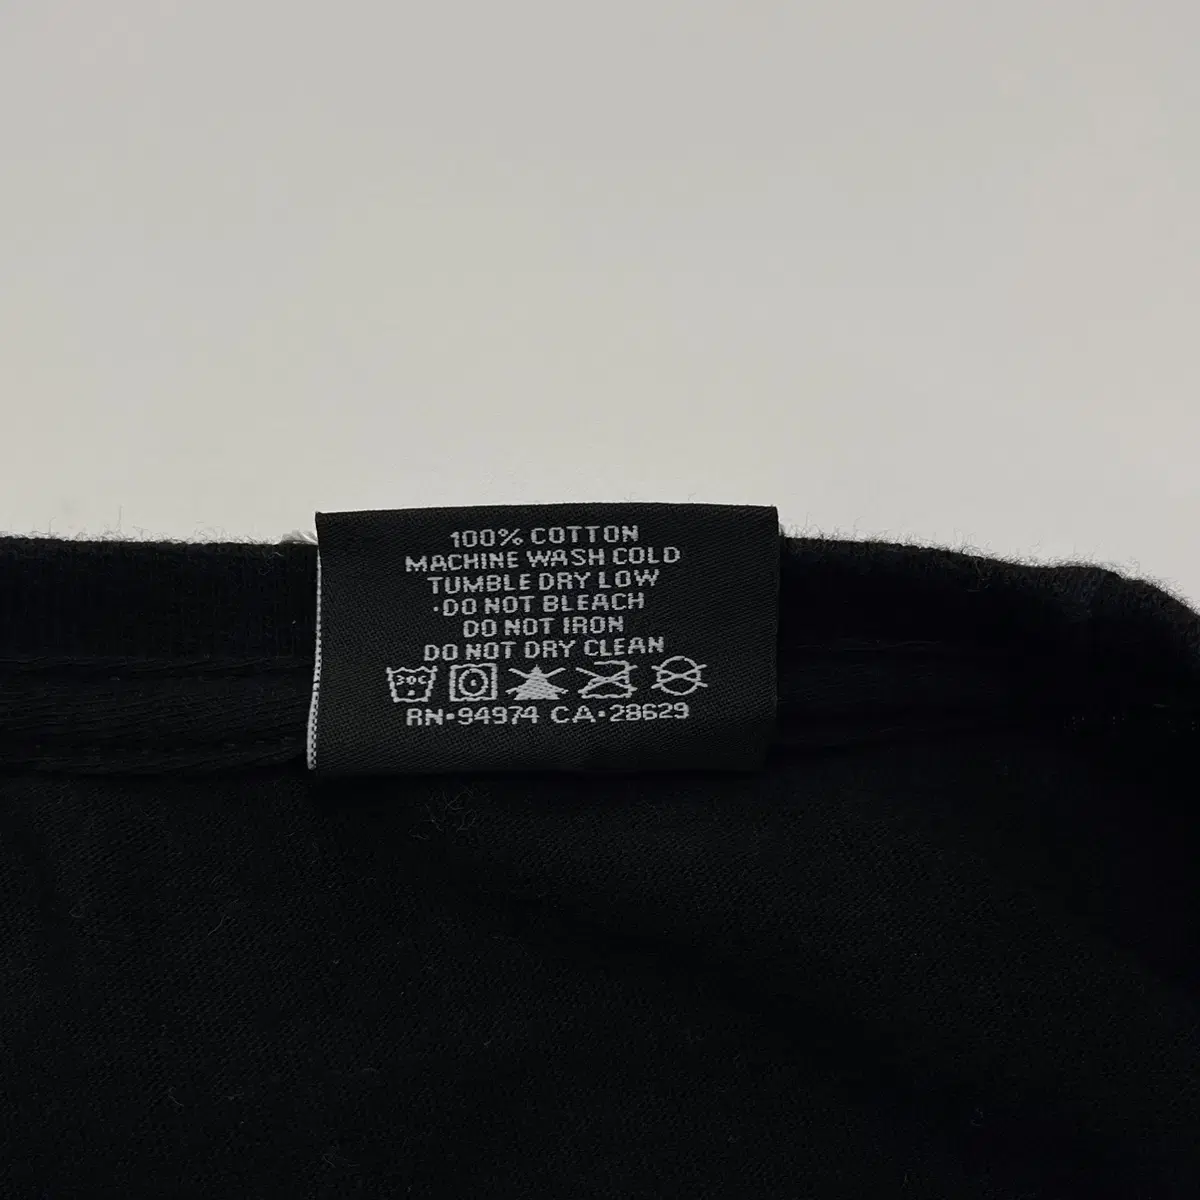 100% COTTON
MACHINE WASH COLD
TUMBLE DRY LOW
·DO NOT BLEACH
DO NOT IRON
DO NOT DRY CLEAN
30C
RN·94974 CA·28629